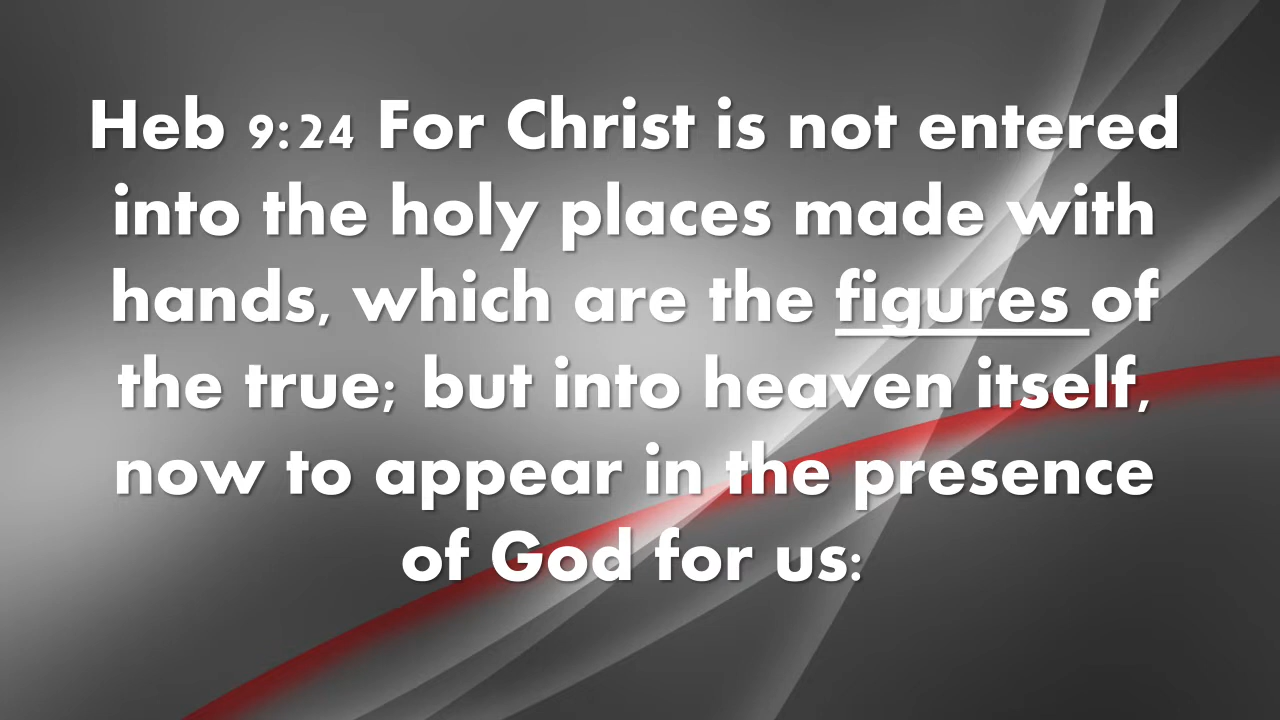 Heb 9:24 For Christ is not entered
into the holy places made with
hands, which are the figures of
the true; but into heaven itself,
now to appear in the presence
of God for us: